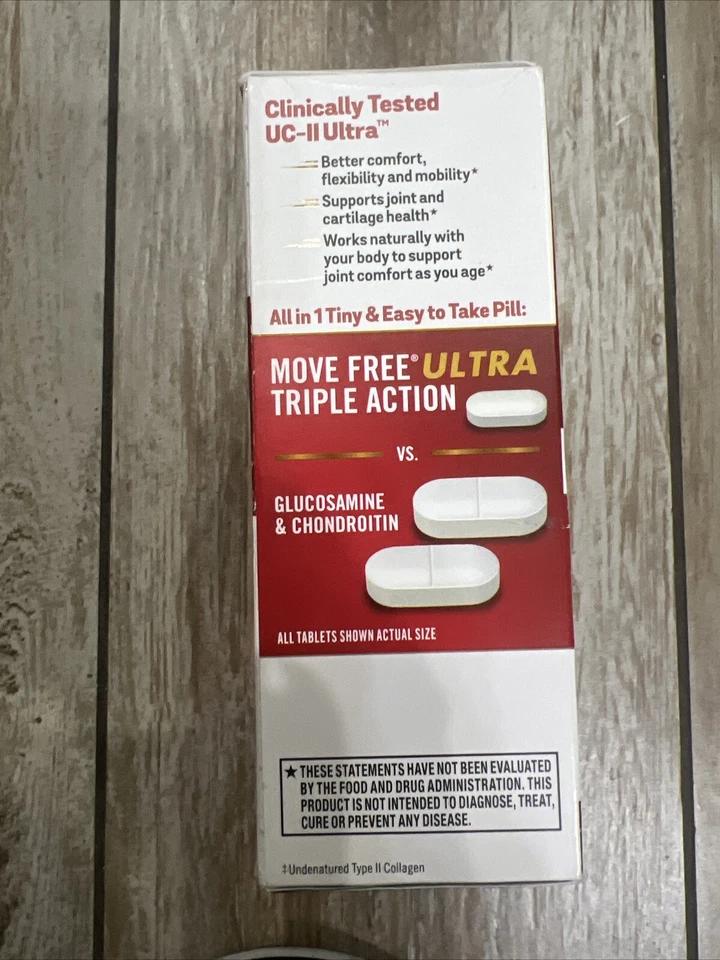 Clinically Tested
UC-II Ultra™
Better comfort,
flexibility and mobility*
Supports joint and
cartilage health*
Works naturally with
your body to support
joint comfort as you age*
All in 1 Tiny & Easy to Take Pill:
MOVE FREE® ULTRA
TRIPLE ACTION
VS.
GLUCOSAMINE
& CHONDROITIN
ALL TABLETS SHOWN ACTUAL SIZE
★ THESE STATEMENTS HAVE NOT BEEN EVALUATED
BY THE FOOD AND DRUG ADMINISTRATION. THIS
PRODUCT IS NOT INTENDED TO DIAGNOSE, TREAT,
CURE OR PREVENT ANY DISEASE.
‡Undenatured Type II Collagen